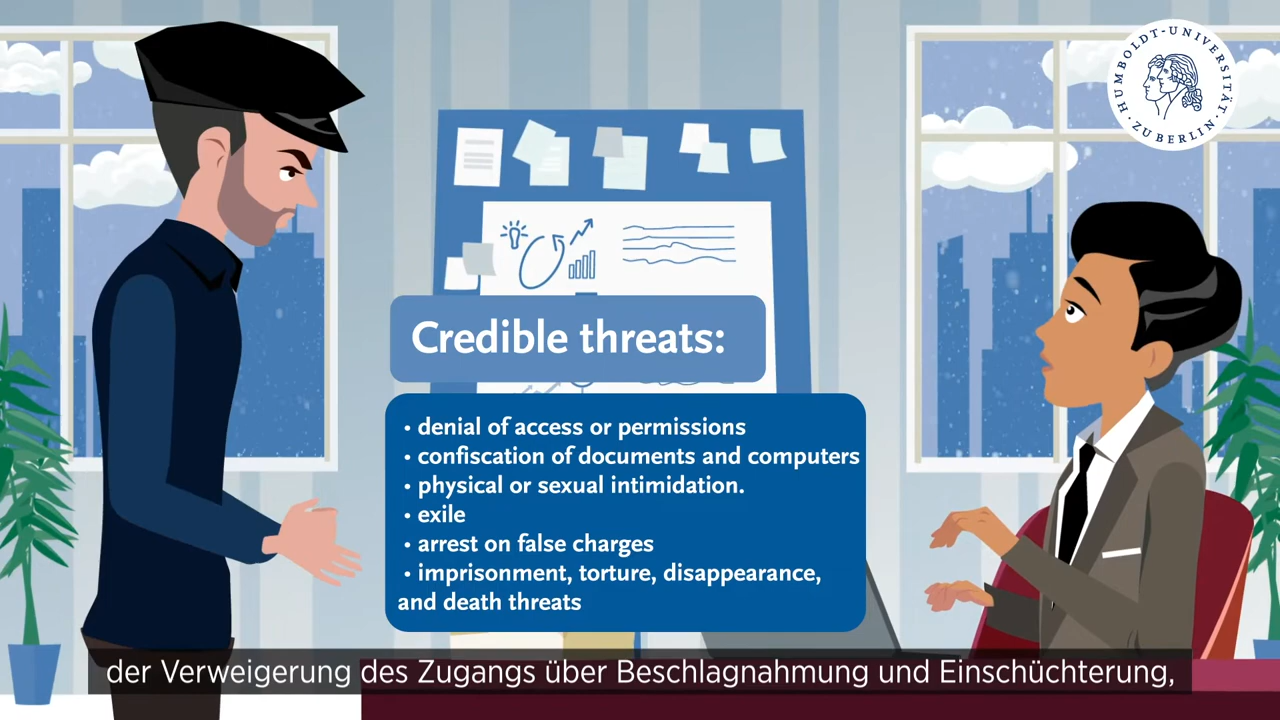 HUMBOLDT-UNIVERSITÄT
· ZU BERLIN ·
Credible threats:
• denial of access or permissions
• confiscation of documents and computers
• physical or sexual intimidation.
• exile
• arrest on false charges
• imprisonment, torture, disappearance,
and death threats
der Verweigerung des Zugangs über Beschlagnahmung und Einschüchterung,